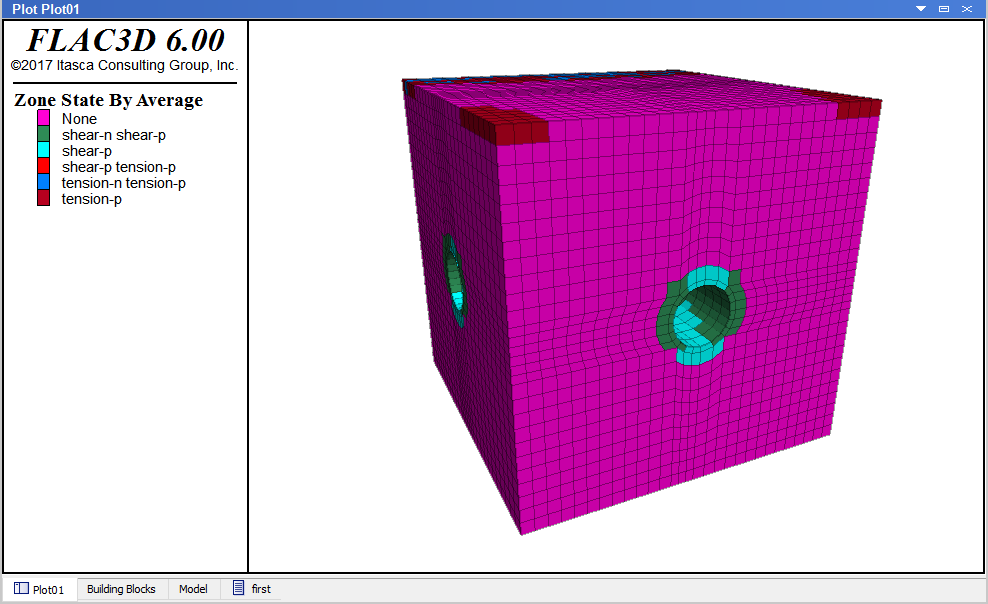 Plot Plot01
FLAC3D 6.00
©2017 Itasca Consulting Group, Inc.
Zone State By Average
None
shear-n shear-p
shear-p
shear-p tension-p
tension-n tension-p
tension-p
Plot01 Building Blocks Model first